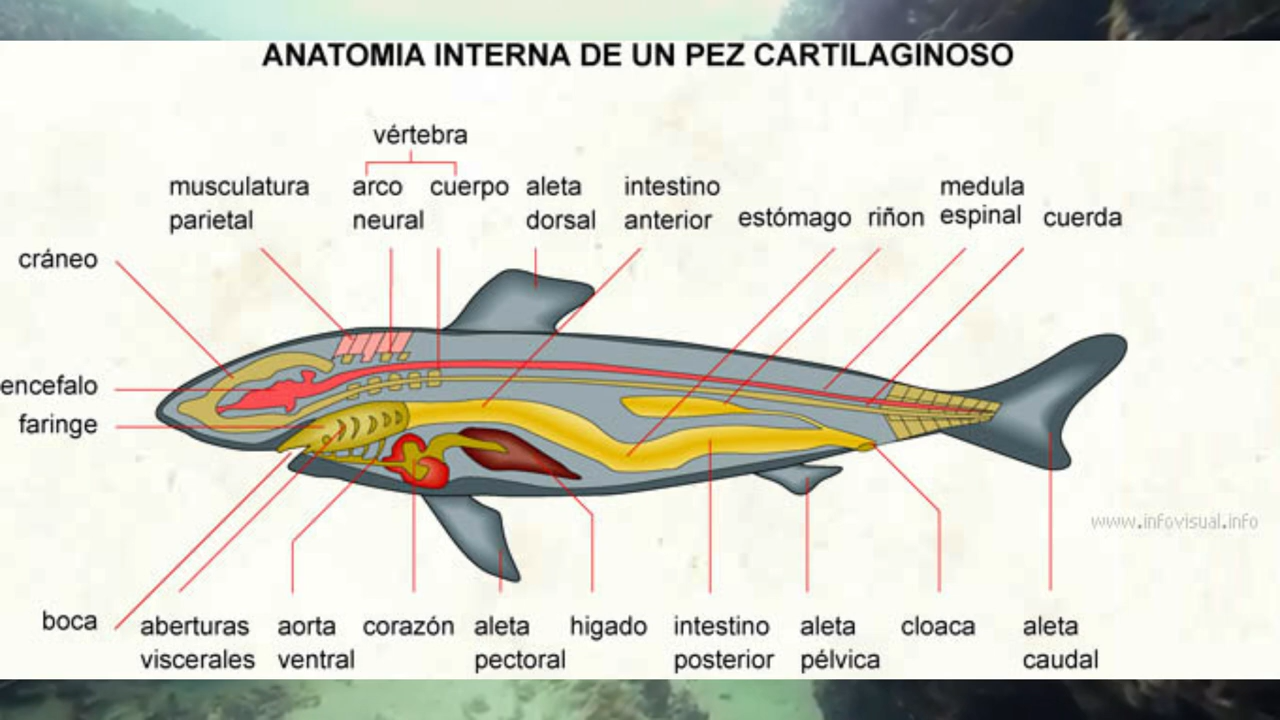 ANATOMIA INTERNA DE UN PEZ CARTILAGINOSO
vértebra
musculatura
parietal
arco
neural
cuerpo
aleta
dorsal
intestino
anterior
estómago
riñon
medula
espinal
cuerda
cráneo
encefalo
faringe
www.infovisual.info
boca
aberturas
viscerales
aorta
ventral
corazón
aleta
pectoral
higado
intestino
posterior
aleta
pélvica
cloaca
aleta
caudal